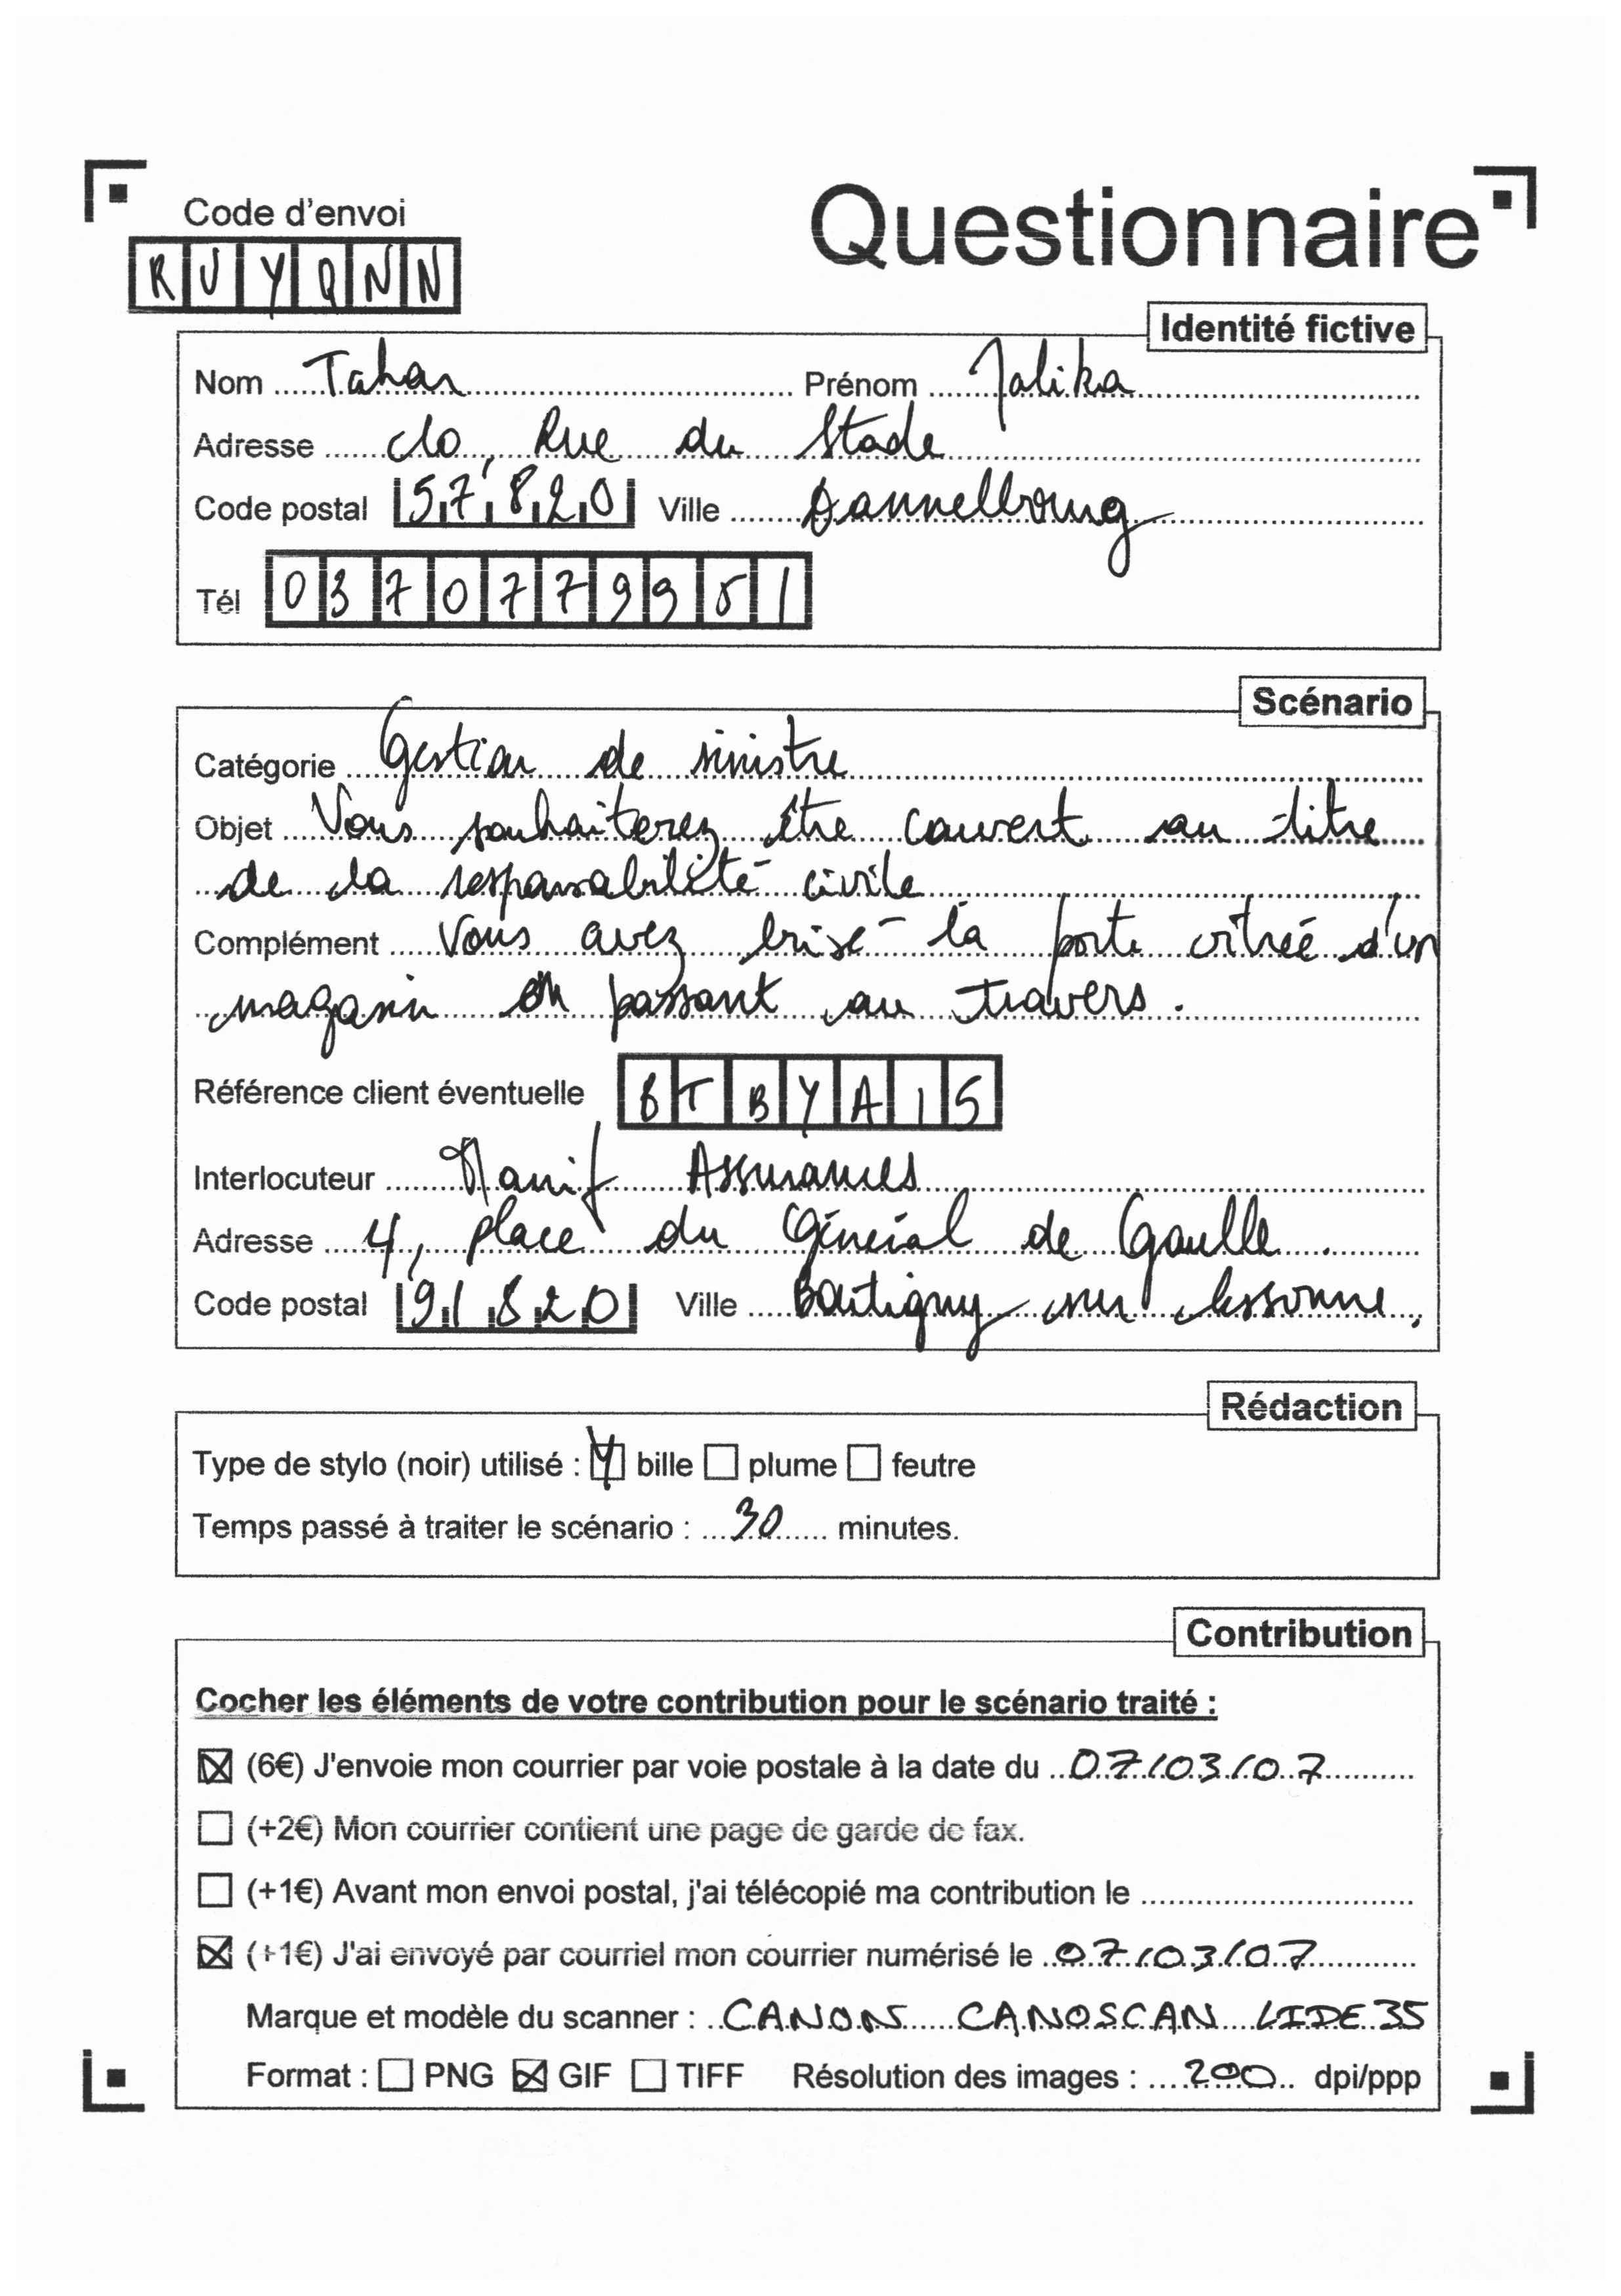 Questionnaire
Code d'envoi
RUYQNN
Identité fictive
Nom Tahar Prénom Malika
Adresse 10, Rue du Stade
Code postal 57820 Ville Dannelbourg
Tél 0370779951
Scénario
Catégorie Gestion de sinistre
Objet Vous souhaiterez être couvert au titre
de la responsabilité civile
Complément Vous avez brisé la porte vitrée d'un
magasin en passant au travers.
Référence client éventuelle BTBYA15
Interlocuteur Manif Assurances
Adresse 4, place du Général de Gaulle
Code postal 91820 Ville Boutigny sur Lessonne.
Rédaction
Type de stylo (noir) utilisé : bille plume feutre
Temps passé à traiter le scénario : 30 minutes.
Contribution
Cocher les éléments de votre contribution pour le scénario traité :
(6€) J'envoie mon courrier par voie postale à la date du 07/03/07
(+2€) Mon courrier contient une page de garde de fax.
(+1€) Avant mon envoi postal, j'ai télécopié ma contribution le
(+1€) J'ai envoyé par courriel mon courrier numérisé le 07/03/07
Marque et modèle du scanner : CANON CANOSCAN LIDE 35
Format : PNG GIF TIFF Résolution des images : 200 dpi/ppp